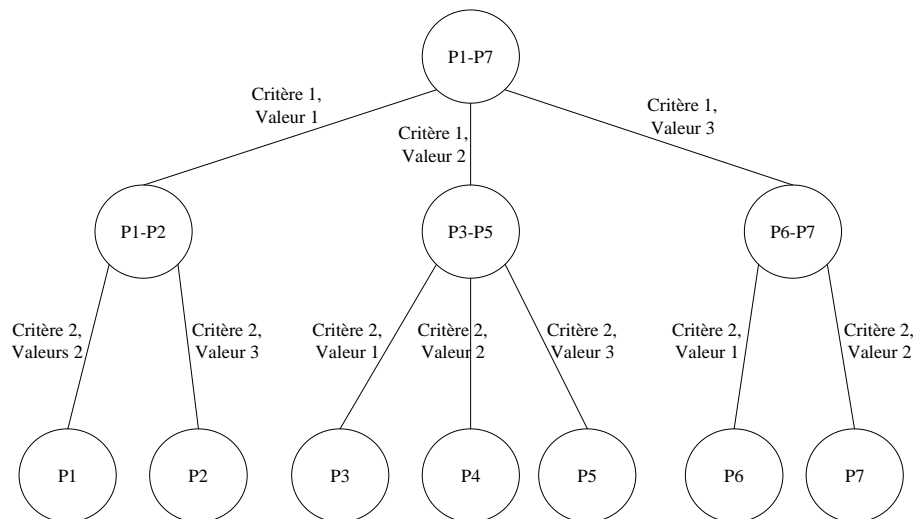 P1-P7
Critère 1,
Valeur 1
Critère 1,
Valeur 2
Critère 1,
Valeur 3
P1-P2
P3-P5
P6-P7
Critère 2,
Valeurs 2
Critère 2,
Valeur 3
Critère 2,
Valeur 1
Critère 2,
Valeur 2
Critère 2,
Valeur 3
Critère 2,
Valeur 1
Critère 2,
Valeur 2
P1
P2
P3
P4
P5
P6
P7